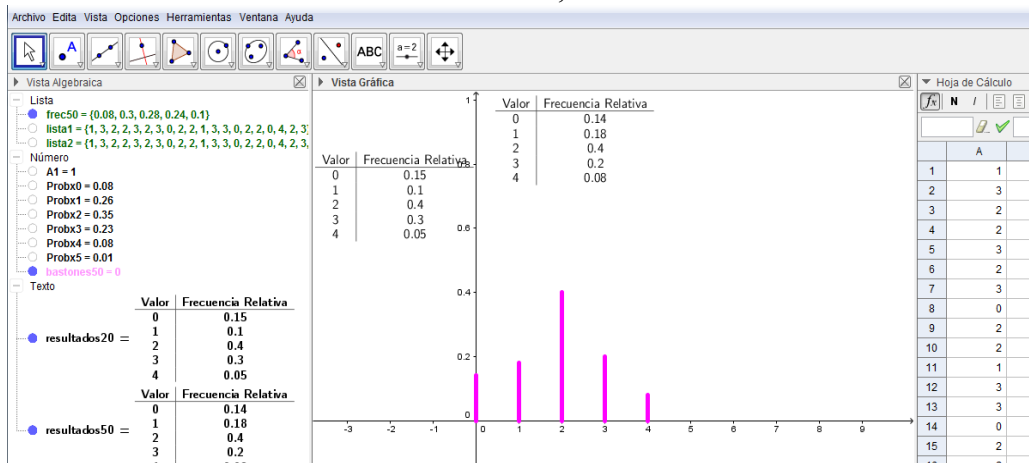 Archivo Edita Vista Opciones Herramientas Ventana Ayuda
A ABC a=2
Vista Algebraica
Lista
frec50 = {0.08, 0.3, 0.28, 0.24, 0.1}
lista1 = {1, 3, 2, 2, 3, 2, 3, 0, 2, 2, 1, 3, 3, 0, 2, 2, 0, 4, 2, 3}
lista2 = {1, 3, 2, 2, 3, 2, 3, 0, 2, 2, 1, 3, 3, 0, 2, 2, 0, 4, 2, 3,
Número
A1 = 1
Probx0 = 0.08
Probx1 = 0.26
Probx2 = 0.35
Probx3 = 0.23
Probx4 = 0.08
Probx5 = 0.01
bastones50 = 0
Texto
Valor Frecuencia Relativa
0 0.15
1 0.1
resultados20 = 2 0.4
3 0.3
4 0.05
Valor Frecuencia Relativa
0 0.14
1 0.18
resultados50 = 2 0.4
3 0.2
Vista Gráfica
Valor Frecuencia Relativa
0 0.14
1 0.18
2 0.4
3 0.2
4 0.08
Valor Frecuencia Relativa
0 0.15
1 0.1
2 0.4
3 0.3
4 0.05
1
0.8
0.6
0.4
0.2
0
-3 -2 -1 0 1 2 3 4 5 6 7 8 9
Hoja de Cálculo
fx N I
A
1 1
2 3
3 2
4 2
5 3
6 2
7 3
8 0
9 2
10 2
11 1
12 3
13 3
14 0
15 2